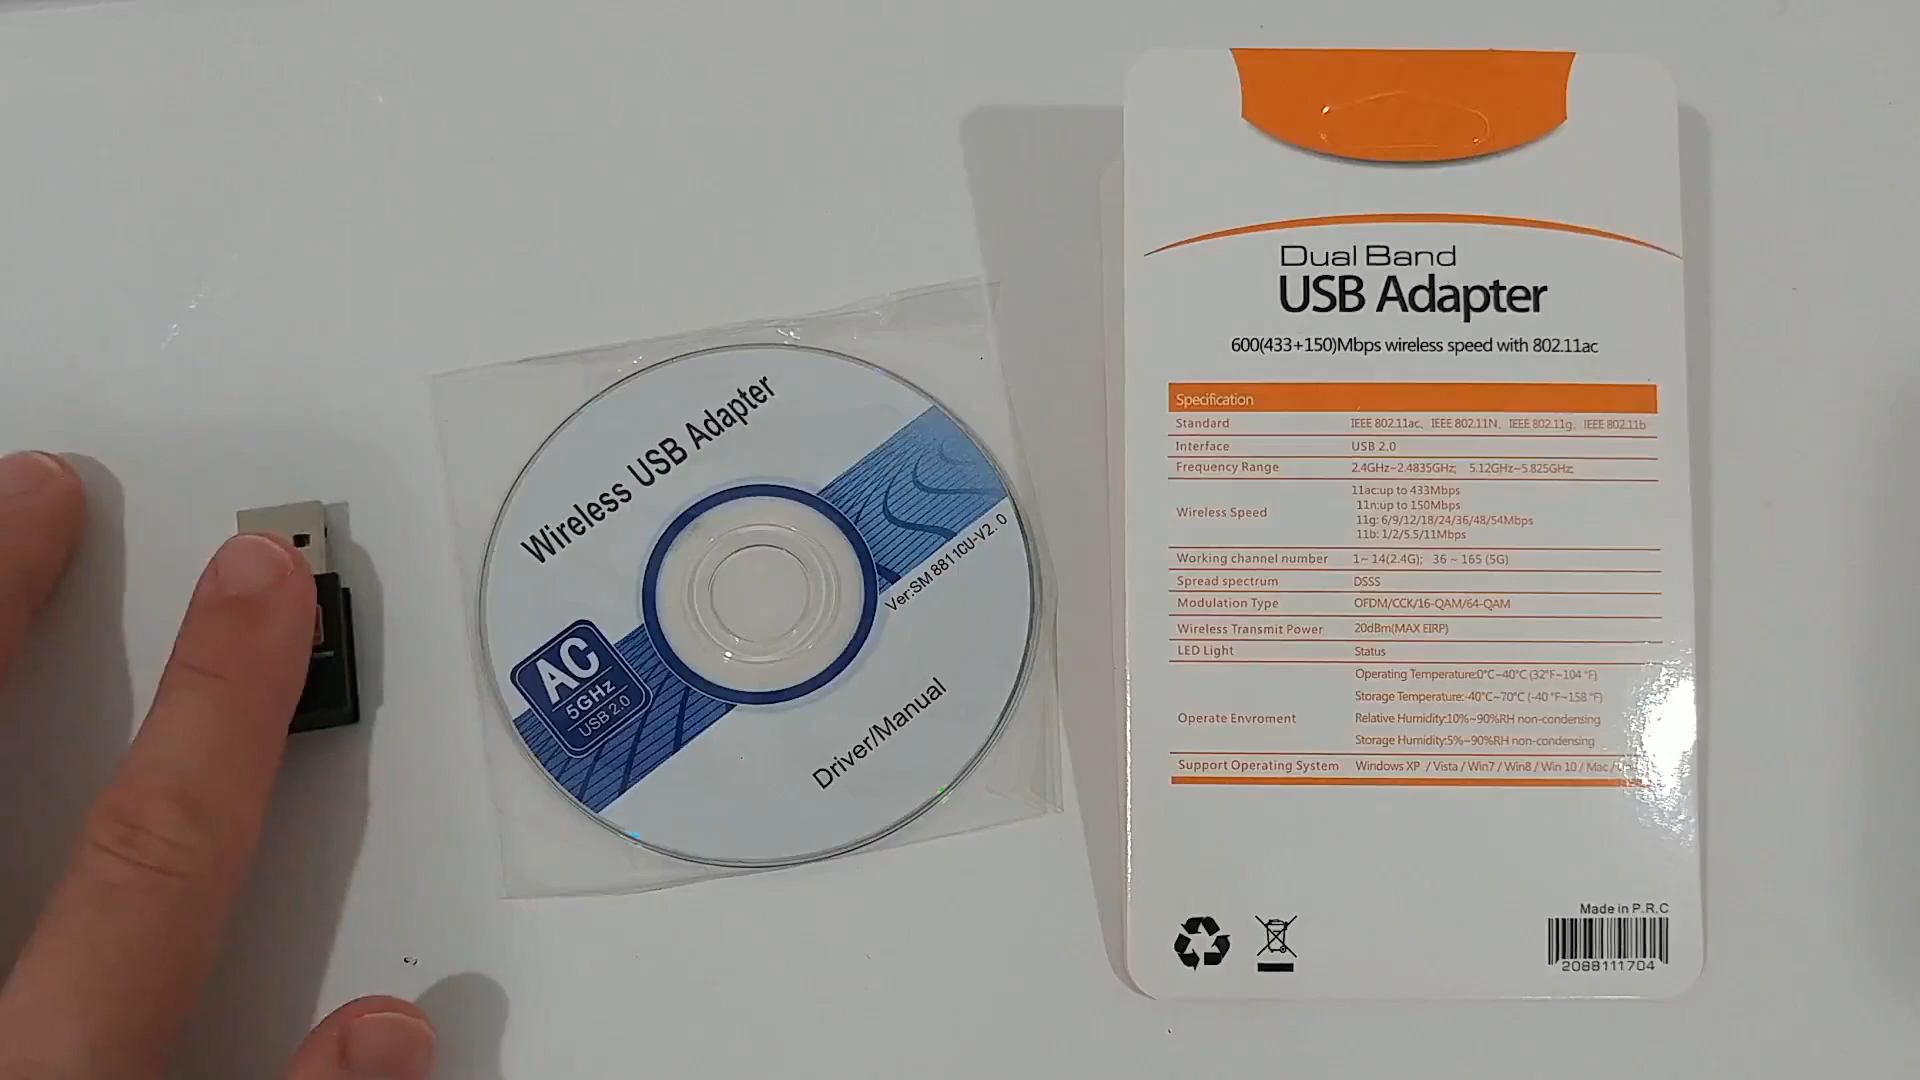 Wireless USB Adapter
AC
5GHz
USB 2.0
Ver:SM 8811CU-V2.0
Driver/Manual
Dual Band
USB Adapter
600(433+150)Mbps wireless speed with 802.11ac
Specification
Standard IEEE 802.11ac、IEEE 802.11N、IEEE 802.11g、IEEE 802.11b
Interface USB 2.0
Frequency Range 2.4GHz~2.4835GHz; 5.12GHz~5.825GHz;
Wireless Speed
11ac:up to 433Mbps
11n:up to 150Mbps
11g: 6/9/12/18/24/36/48/54Mbps
11b: 1/2/5.5/11Mbps
Working channel number 1~ 14(2.4G); 36 ~ 165 (5G)
Spread spectrum DSSS
Modulation Type OFDM/CCK/16-QAM/64-QAM
Wireless Transmit Power 20dBm(MAX EIRP)
LED Light Status
Operate Enviroment
Operating Temperature:0°C~40°C (32°F~104 °F)
Storage Temperature:-40°C~70°C (-40 °F~158 °F)
Relative Humidity:10%~90%RH non-condensing
Storage Humidity:5%~90%RH non-condensing
Support Operating System Windows XP / Vista / Win7 / Win8 / Win 10 / Mac /
Made in P.R.C
2088111704